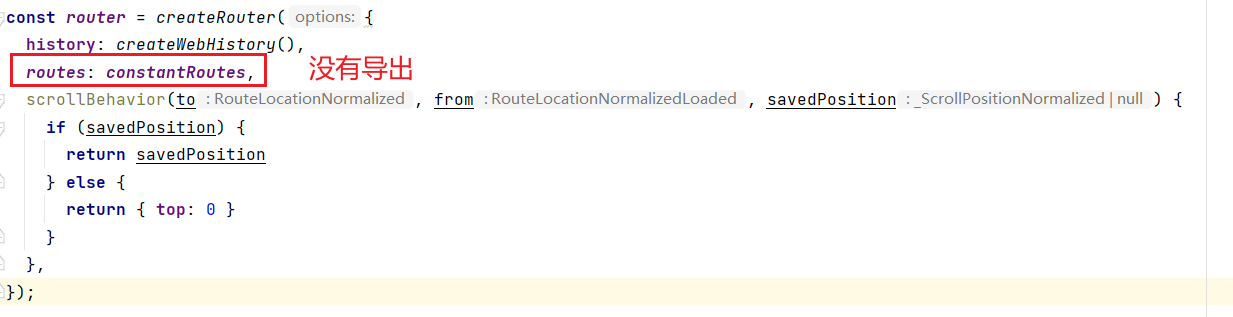 const router = createRouter( options: {
history: createWebHistory(),
routes: constantRoutes, 没有导出
scrollBehavior(to : RouteLocationNormalized , from : RouteLocationNormalizedLoaded , savedPosition : _ScrollPositionNormalized | null ) {
if (savedPosition) {
return savedPosition
} else {
return { top: 0 }
}
},
});